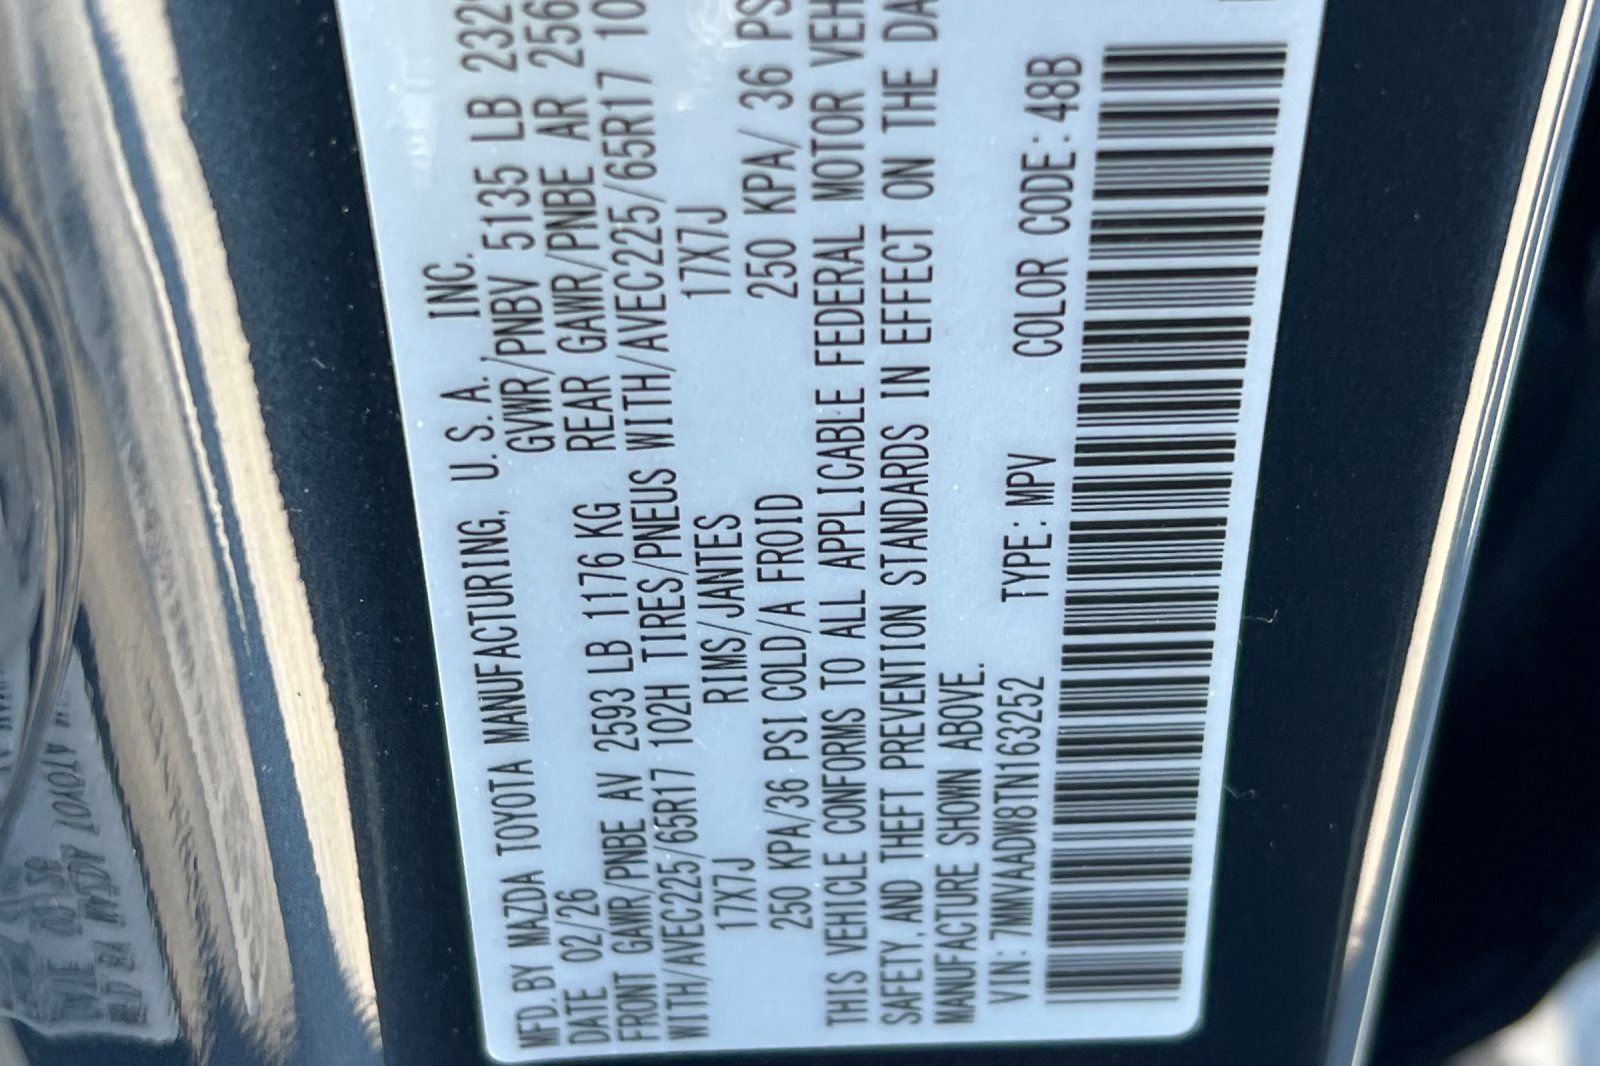 MFD. BY MAZDA TOYOTA MANUFACTURING, U.S.A., INC.
DATE 02/26 GVWR/PNBV 5135 LB 232
FRONT GAWR/PNBE AV 2593 LB 1176 KG REAR GAWR/PNBE AR 256
WITH/AVEC225/65R17 102H TIRES/PNEUS WITH/AVEC225/65R17 10
17X7J RIMS/JANTES 17X7J
250 KPA/36 PSI COLD/A FROID 250 KPA/ 36 PS
THIS VEHICLE CONFORMS TO ALL APPLICABLE FEDERAL MOTOR VEH
SAFETY, AND THEFT PREVENTION STANDARDS IN EFFECT ON THE DA
MANUFACTURE SHOWN ABOVE.
VIN: 7MMVAADW8TN163252 TYPE: MPV COLOR CODE: 48B